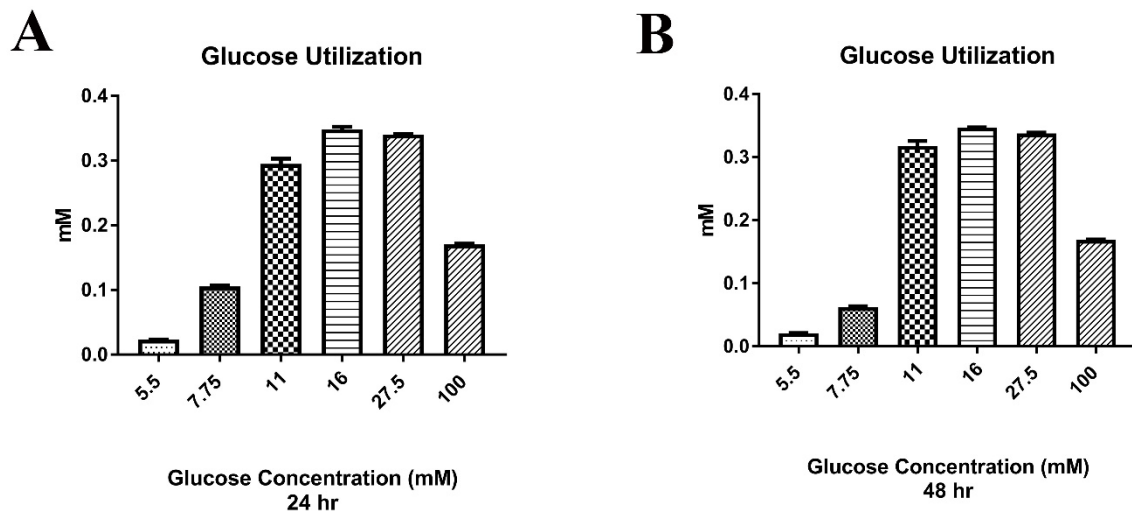 A
Glucose Utilization
0.4
0.3
0.2
0.1
0.0
mM
5.5
7.75
11
16
27.5
100
Glucose Concentration (mM)
24 hr
B
Glucose Utilization
0.4
0.3
0.2
0.1
0.0
mM
5.5
7.75
11
16
27.5
100
Glucose Concentration (mM)
48 hr